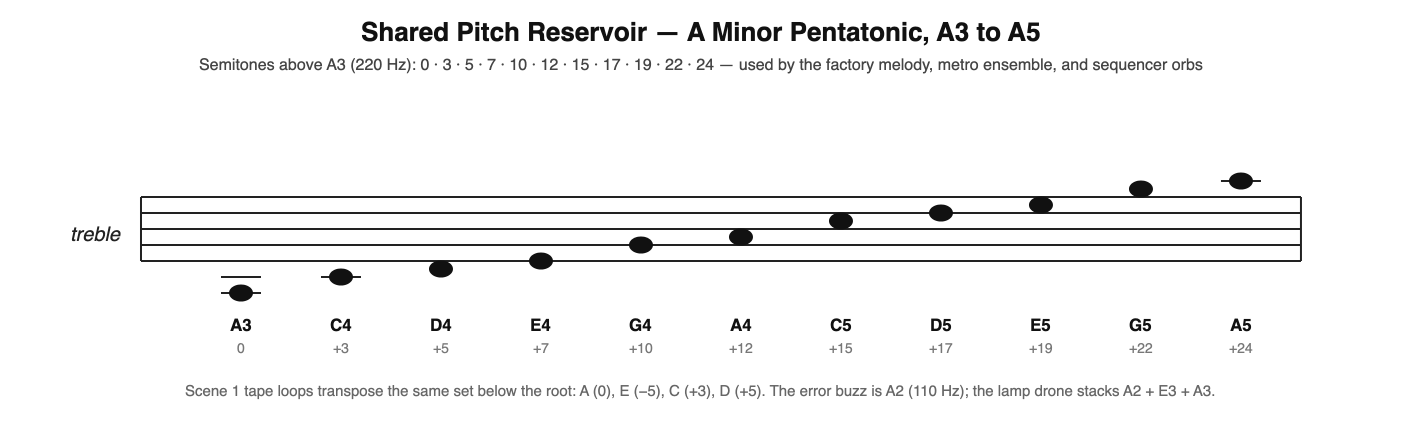 Shared Pitch Reservoir — A Minor Pentatonic, A3 to A5
Semitones above A3 (220 Hz): 0 · 3 · 5 · 7 · 10 · 12 · 15 · 17 · 19 · 22 · 24 — used by the factory melody, metro ensemble, and sequencer orbs
treble
A3 C4 D4 E4 G4 A4 C5 D5 E5 G5 A5
0 +3 +5 +7 +10 +12 +15 +17 +19 +22 +24
Scene 1 tape loops transpose the same set below the root: A (0), E (−5), C (+3), D (+5). The error buzz is A2 (110 Hz); the lamp drone stacks A2 + E3 + A3.